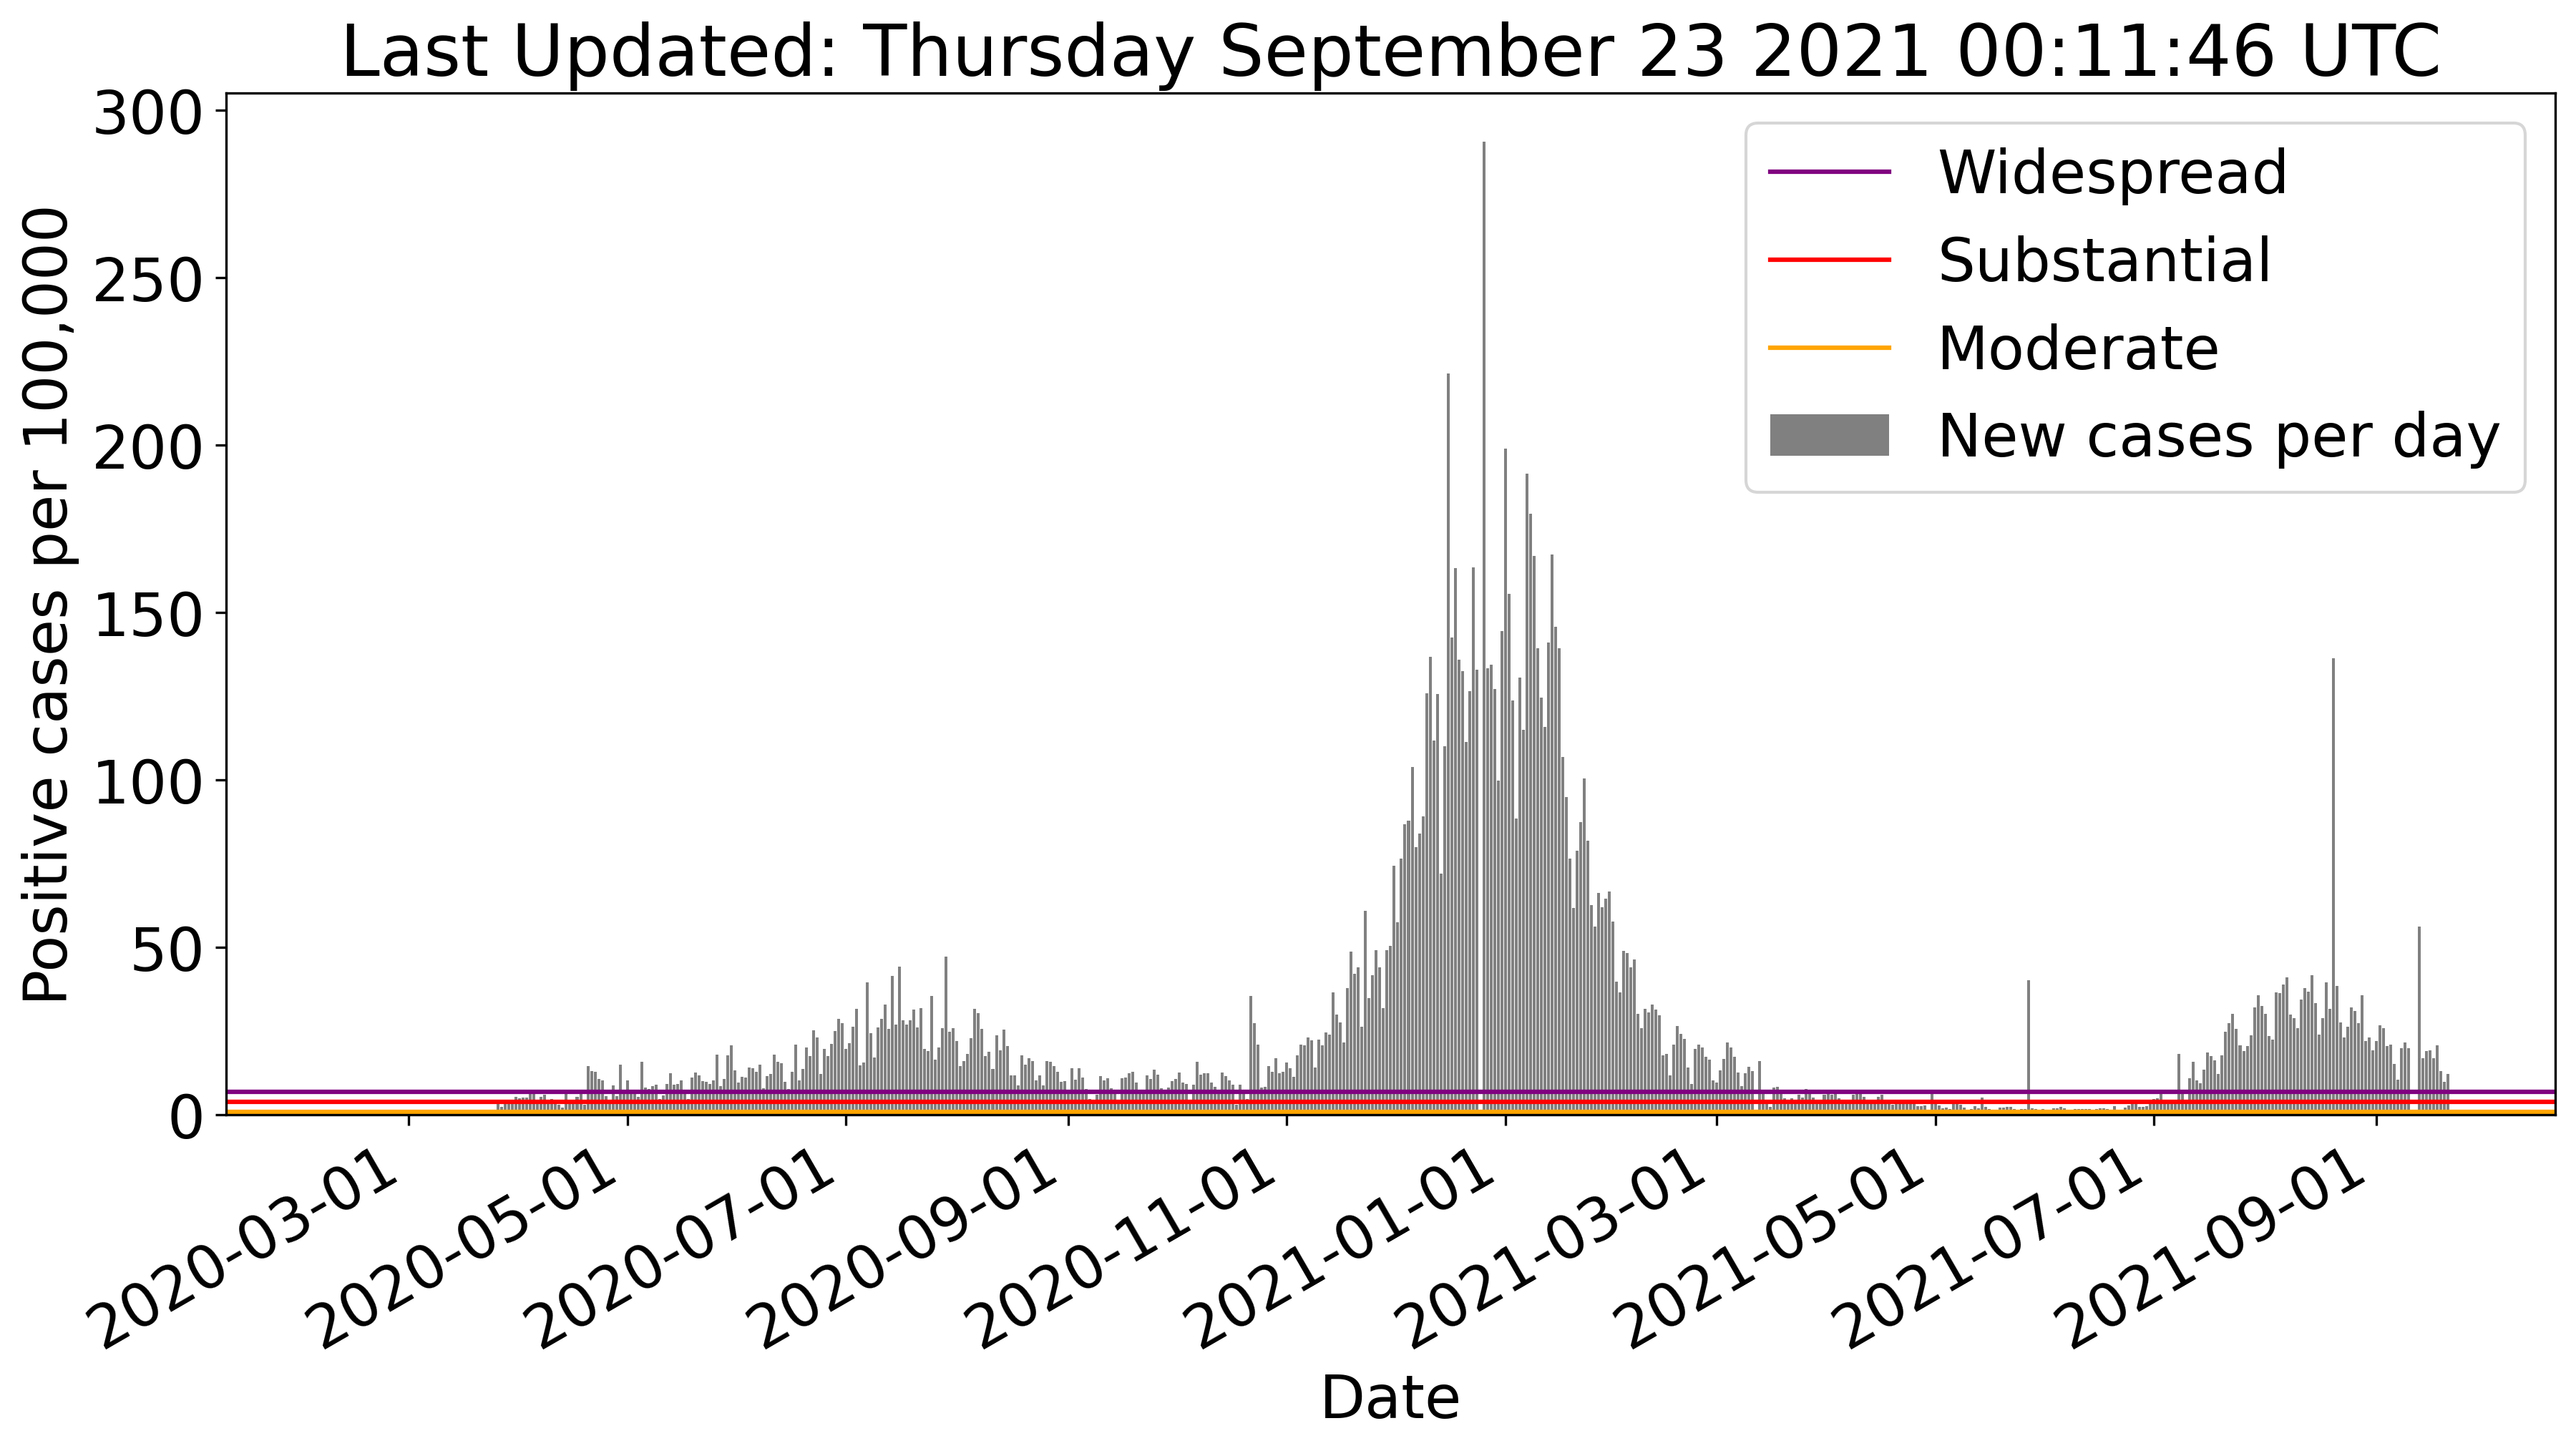 Last Updated: Thursday September 23 2021 00:11:46 UTC
Positive cases per 100,000
300
250
200
150
100
50
0
Widespread
Substantial
Moderate
New cases per day
2020-03-01
2020-05-01
2020-07-01
2020-09-01
2020-11-01
2021-01-01
2021-03-01
2021-05-01
2021-07-01
2021-09-01
Date